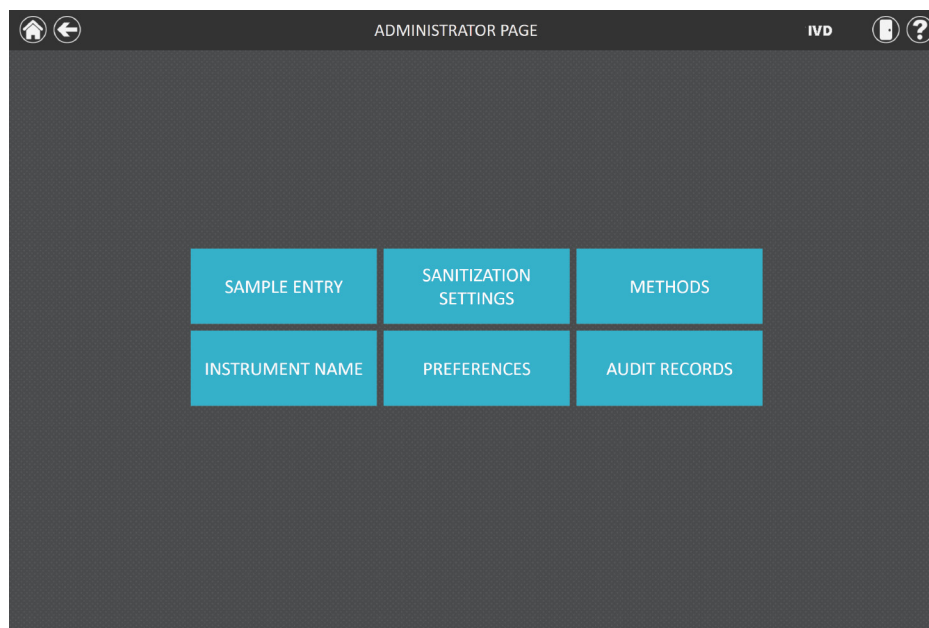 ADMINISTRATOR PAGE
IVD
?
SAMPLE ENTRY
SANITIZATION
SETTINGS
METHODS
INSTRUMENT NAME
PREFERENCES
AUDIT RECORDS